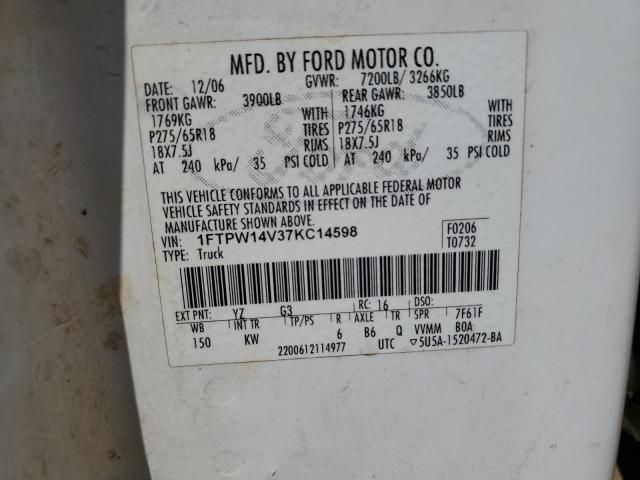 MFD. BY FORD MOTOR CO.
DATE: 12/06 GVWR: 7200LB/ 3266KG
FRONT GAWR: 3900LB REAR GAWR: 3850LB
1769KG WITH 1746KG WITH
P275/65R18 TIRES P275/65R18 TIRES
18X7.5J RIMS 18X7.5J RIMS
AT 240 kPa/ 35 PSI COLD AT 240 kPa/ 35 PSI COLD
THIS VEHICLE CONFORMS TO ALL APPLICABLE FEDERAL MOTOR
VEHICLE SAFETY STANDARDS IN EFFECT ON THE DATE OF
MANUFACTURE SHOWN ABOVE.
VIN: 1FTPW14V37KC14598 F0206
TYPE: Truck T0732
EXT PNT: YZ G3 RC: 16 DSO:
WB INT TR TP/PS R AXLE TR SPR 7F61F
150 KW 6 B6 Q VVMM BOA
2200612114977 UTC ▽5U5A-1520472-BA